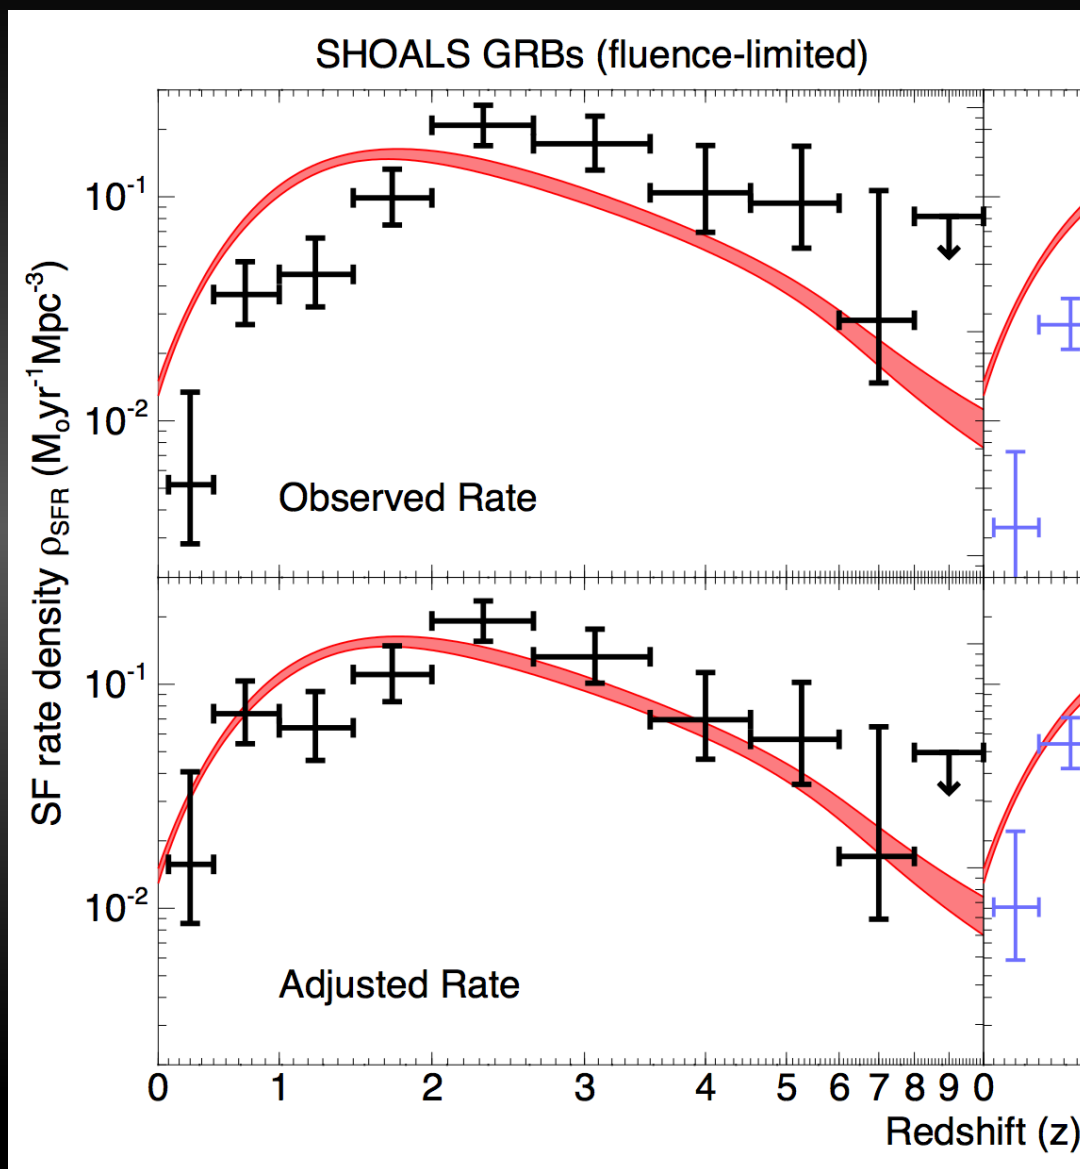 SHOALS GRBs (fluence-limited)
SF rate density ρSFR (Moyr-1Mpc-3)
10-1
10-2
Observed Rate
10-1
10-2
Adjusted Rate
0 1 2 3 4 5 6 7 8 9 0
Redshift (z)